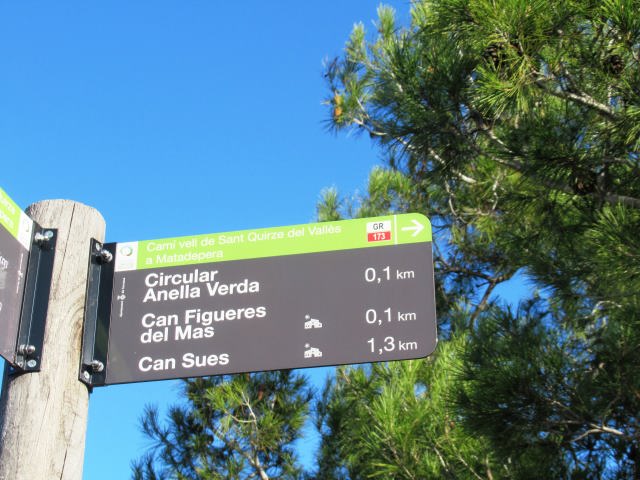 Camí vell de Sant Quirze del Vallès
a Matadepera
GR
173
Circular
Anella Verda 0,1 km
Can Figueres
del Mas 0,1 km
Can Sues 1,3 km